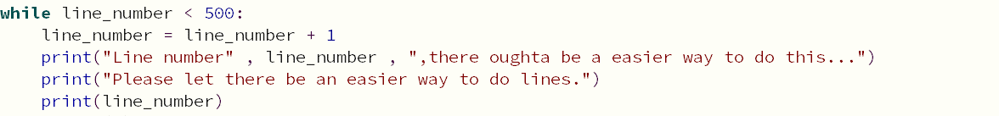 while line_number < 500:
    line_number = line_number + 1
    print("Line number" , line_number , ",there oughta be a easier way to do this...")
    print("Please let there be an easier way to do lines.")
    print(line_number)